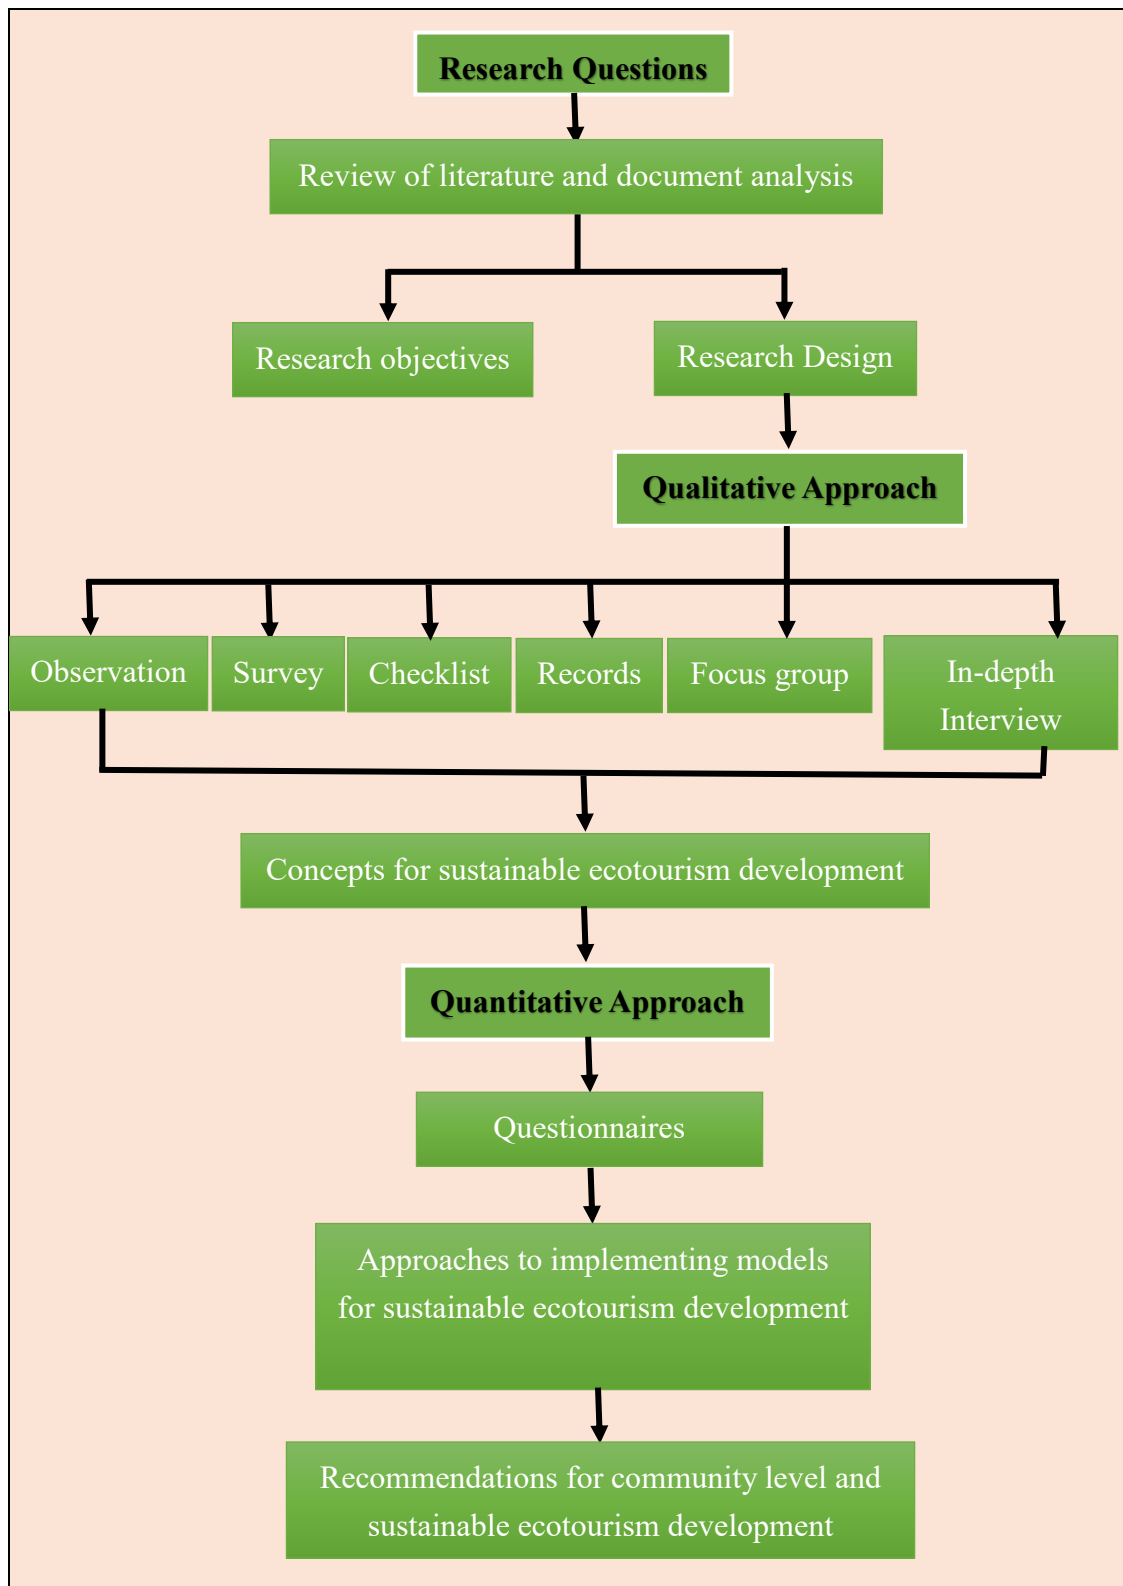 Research Questions
Review of literature and document analysis
Research objectives
Research Design
Qualitative Approach
Observation
Survey
Checklist
Records
Focus group
In-depth
Interview
Concepts for sustainable ecotourism development
Quantitative Approach
Questionnaires
Approaches to implementing models
for sustainable ecotourism development
Recommendations for community level and
sustainable ecotourism development